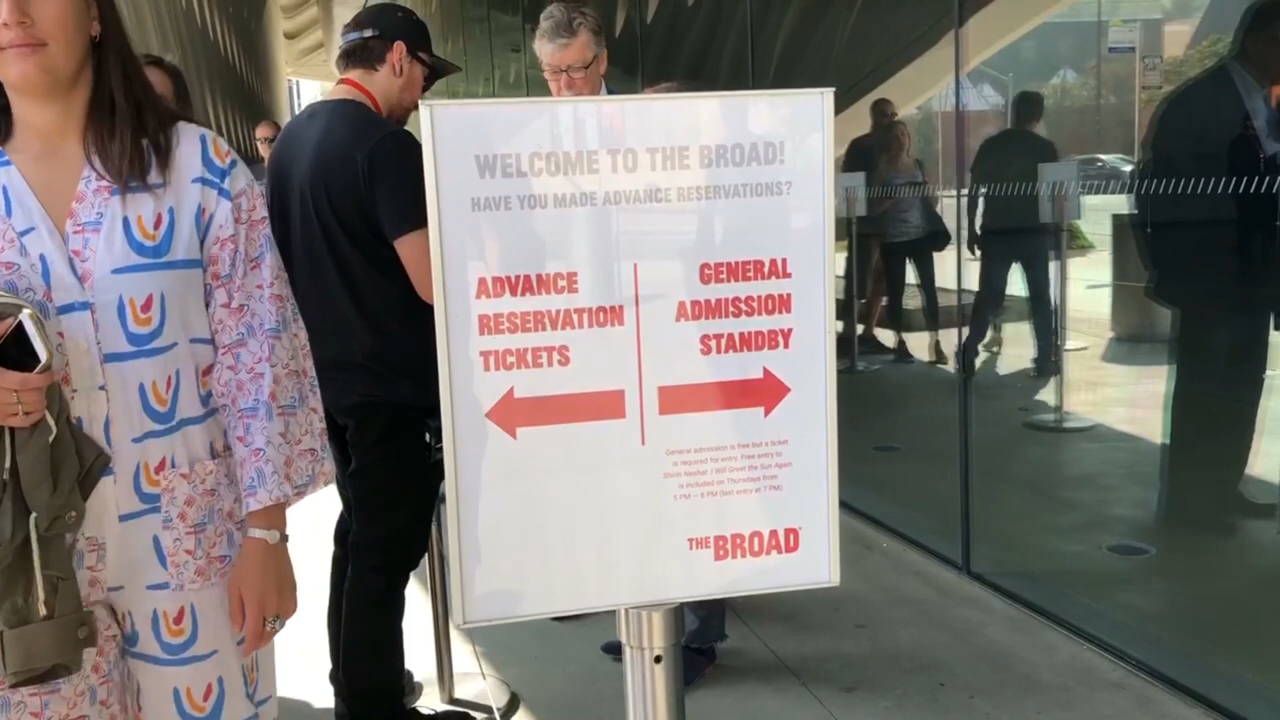 WELCOME TO THE BROAD!
HAVE YOU MADE ADVANCE RESERVATIONS?
ADVANCE
RESERVATION
TICKETS
GENERAL
ADMISSION
STANDBY
General admission is free but a ticket
is required for entry. Free entry to
Shirin Neshat: I Will Greet the Sun Again
is included on Thursdays from
5 PM – 8 PM (last entry at 7 PM)
THE BROAD